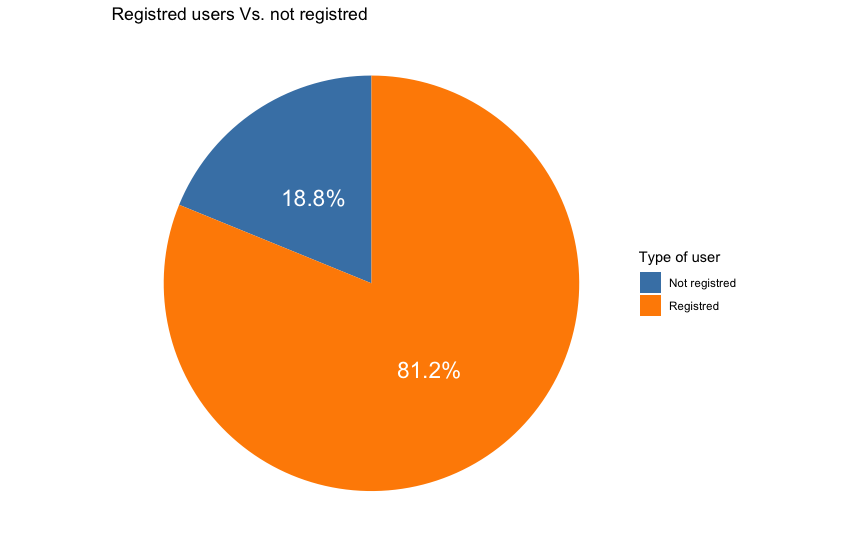 Registred users Vs. not registred
18.8%
81.2%
Type of user
Not registred
Registred